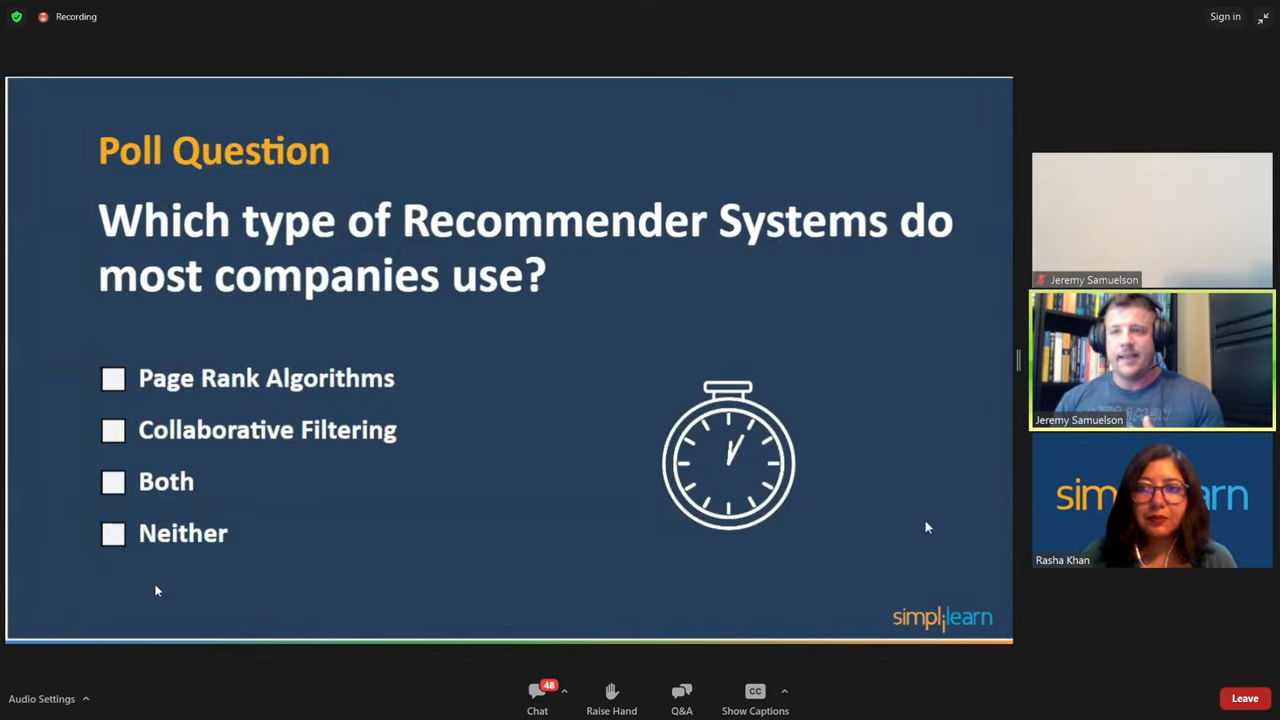 Recording
Sign in
Poll Question
Which type of Recommender Systems do
most companies use?
Page Rank Algorithms
Collaborative Filtering
Both
Neither
simplilearn
Jeremy Samuelson
Jeremy Samuelson
sim
earn
Rasha Khan
Audio Settings
48
Chat
Raise Hand
Q&A
CC
Show Captions
Leave